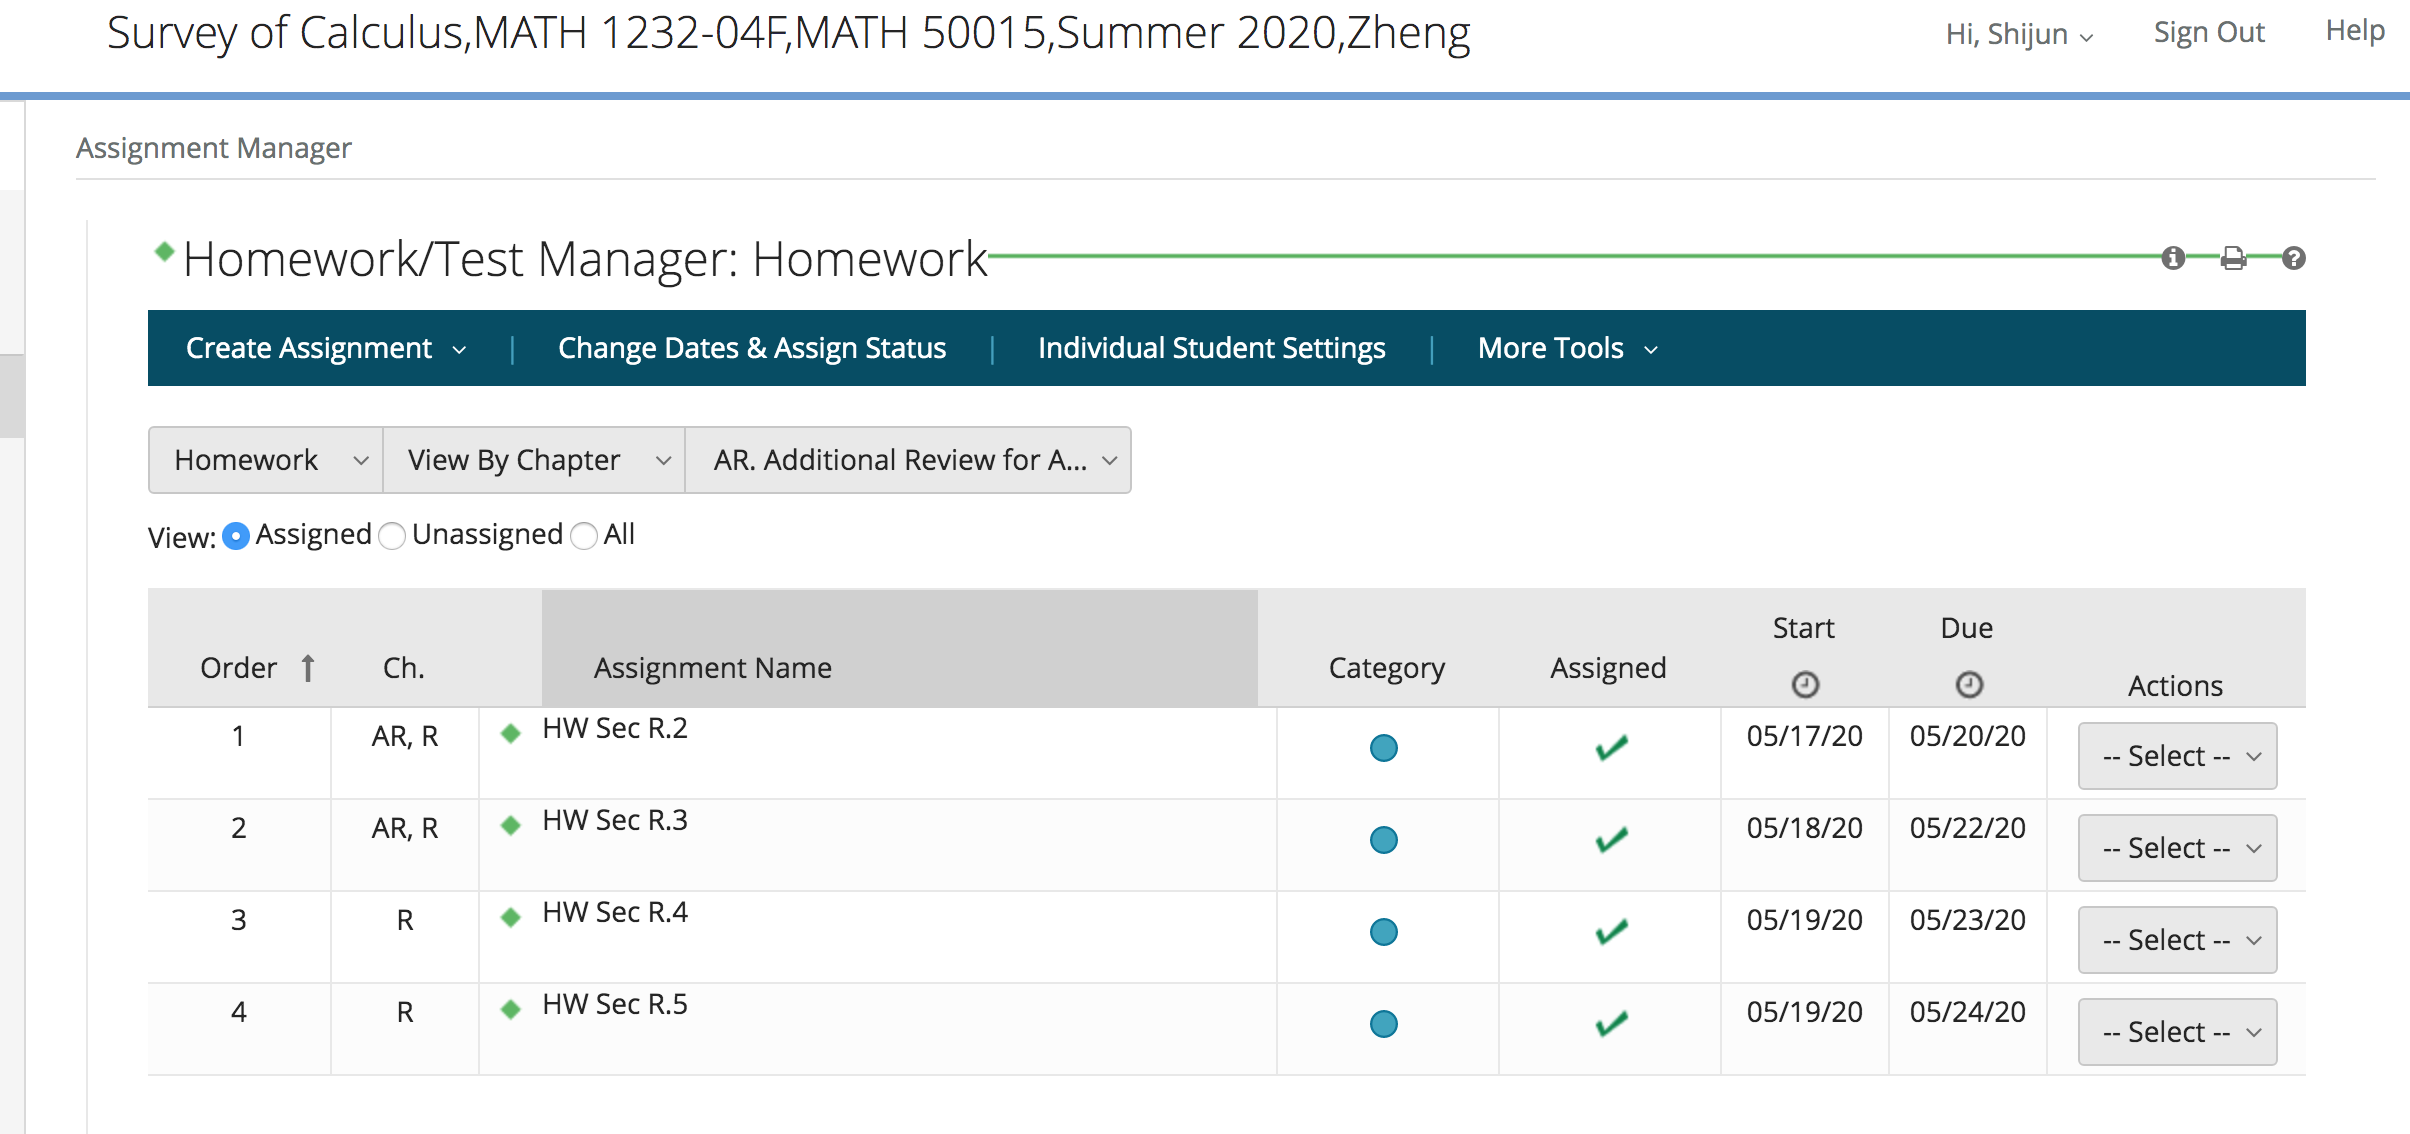 Survey of Calculus,MATH 1232-04F,MATH 50015,Summer 2020,Zheng
Hi, Shijun
Sign Out
Help
Assignment Manager
Homework/Test Manager: Homework
Create Assignment | Change Dates & Assign Status | Individual Student Settings | More Tools
Homework View By Chapter AR. Additional Review for A...
View: Assigned Unassigned All
Order Ch. Assignment Name Category Assigned Start Due Actions
1 AR, R HW Sec R.2 05/17/20 05/20/20 -- Select --
2 AR, R HW Sec R.3 05/18/20 05/22/20 -- Select --
3 R HW Sec R.4 05/19/20 05/23/20 -- Select --
4 R HW Sec R.5 05/19/20 05/24/20 -- Select --